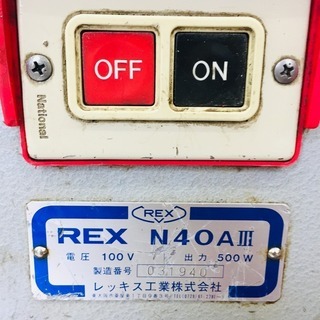 OFF
ON
National
REX
REX N40AIII
電圧 100V 出力 500W
製造番号 031940
レッキス工業株式会社